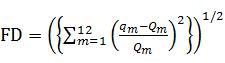 FD = ({∑_{m=1}^{12} ((q_m − Q_m)/Q_m)^2})^{1/2}